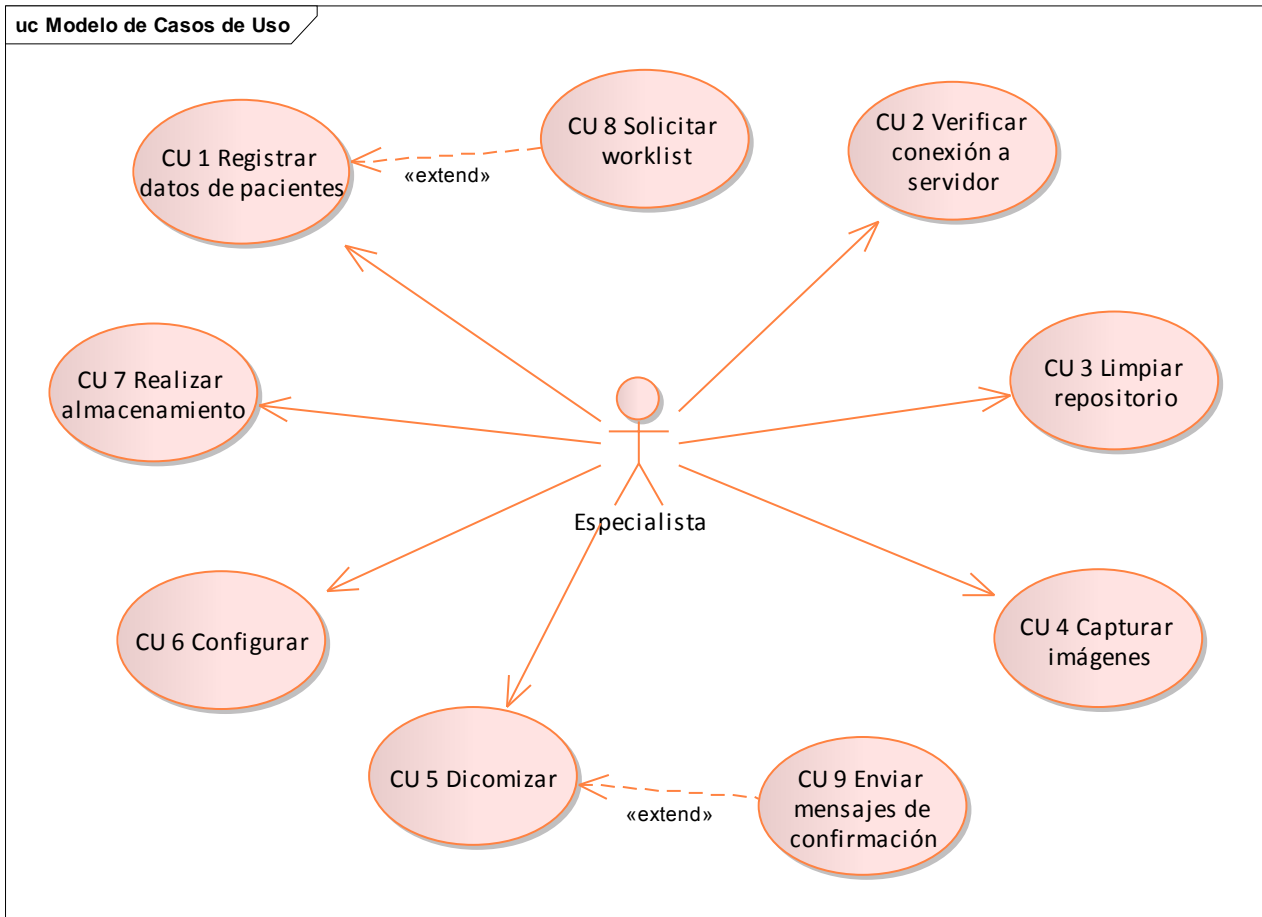 uc Modelo de Casos de Uso
CU 1 Registrar
datos de pacientes
«extend»
CU 8 Solicitar
worklist
CU 2 Verificar
conexión a
servidor
CU 7 Realizar
almacenamiento
CU 3 Limpiar
repositorio
Especialista
CU 6 Configurar
CU 4 Capturar
imágenes
CU 5 Dicomizar
«extend»
CU 9 Enviar
mensajes de
confirmación